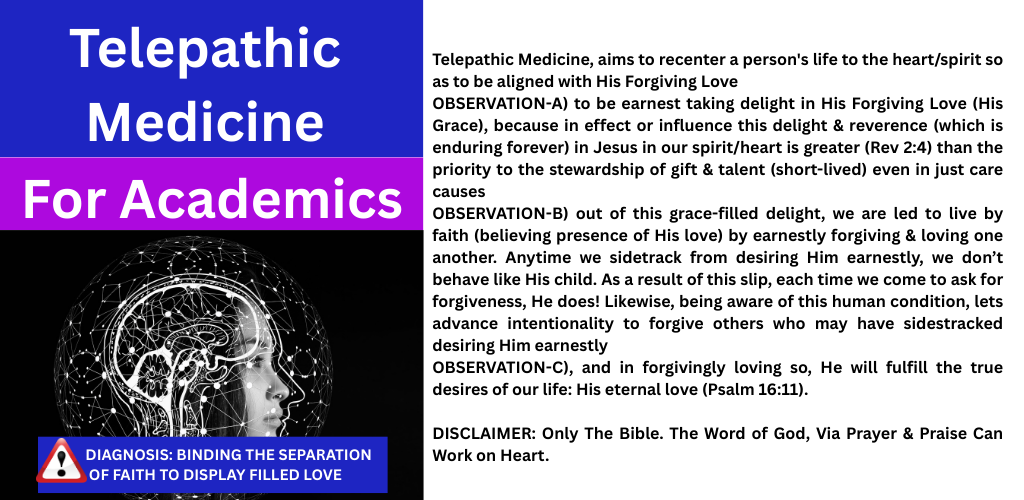 Telepathic
Medicine
For Academics
DIAGNOSIS: BINDING THE SEPARATION
OF FAITH TO DISPLAY FILLED LOVE
Telepathic Medicine, aims to recenter a person's life to the heart/spirit so
as to be aligned with His Forgiving Love
OBSERVATION-A) to be earnest taking delight in His Forgiving Love (His
Grace), because in effect or influence this delight & reverence (which is
enduring forever) in Jesus in our spirit/heart is greater (Rev 2:4) than the
priority to the stewardship of gift & talent (short-lived) even in just care
causes
OBSERVATION-B) out of this grace-filled delight, we are led to live by
faith (believing presence of His love) by earnestly forgiving & loving one
another. Anytime we sidetrack from desiring Him earnestly, we don’t
behave like His child. As a result of this slip, each time we come to ask for
forgiveness, He does! Likewise, being aware of this human condition, lets
advance intentionality to forgive others who may have sidestracked
desiring Him earnestly
OBSERVATION-C), and in forgivingly loving so, He will fulfill the true
desires of our life: His eternal love (Psalm 16:11).
DISCLAIMER: Only The Bible. The Word of God, Via Prayer & Praise Can
Work on Heart.